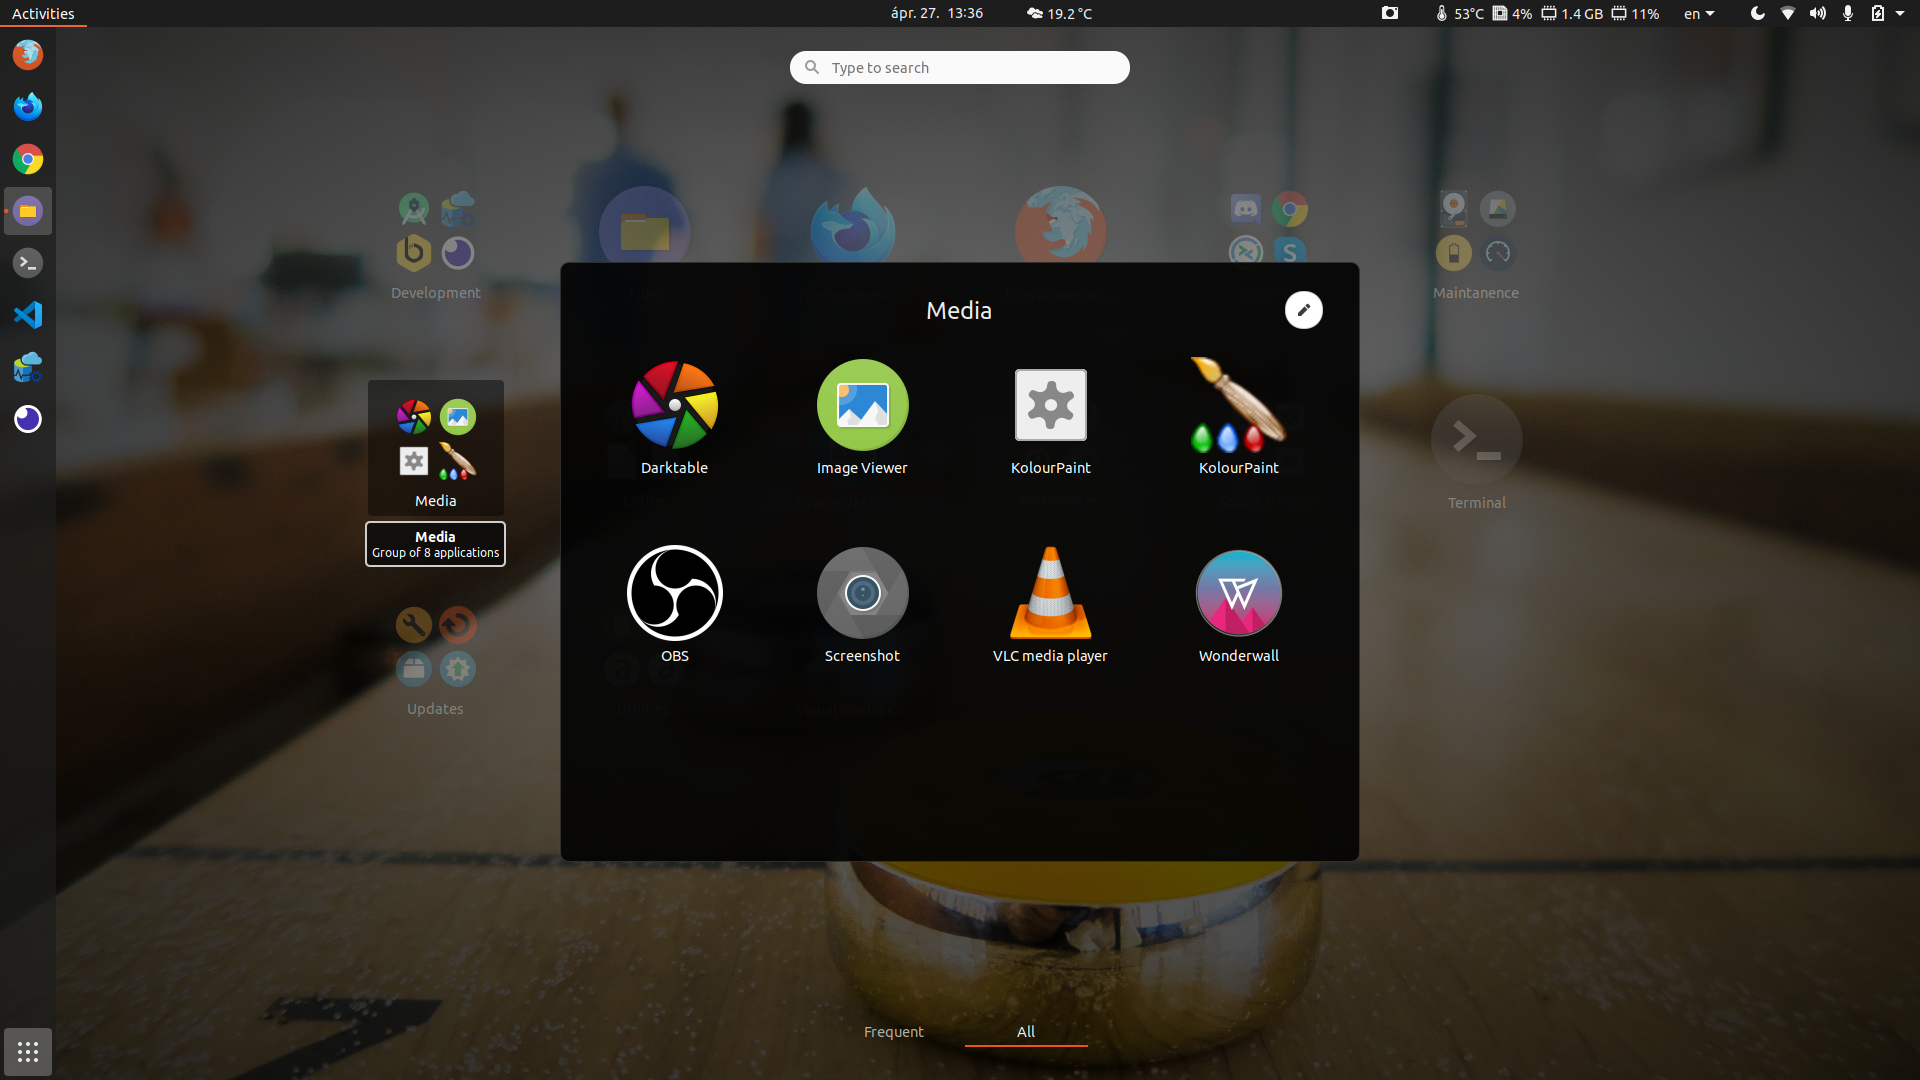 Activities
ápr. 27. 13:36
19.2 °C
53°C
4%
1.4 GB
11%
en
Type to search
Development
Maintanence
Media
Darktable
Image Viewer
KolourPaint
KolourPaint
Media
Media
Group of 8 applications
Terminal
OBS
Screenshot
VLC media player
Wonderwall
Updates
Frequent
All